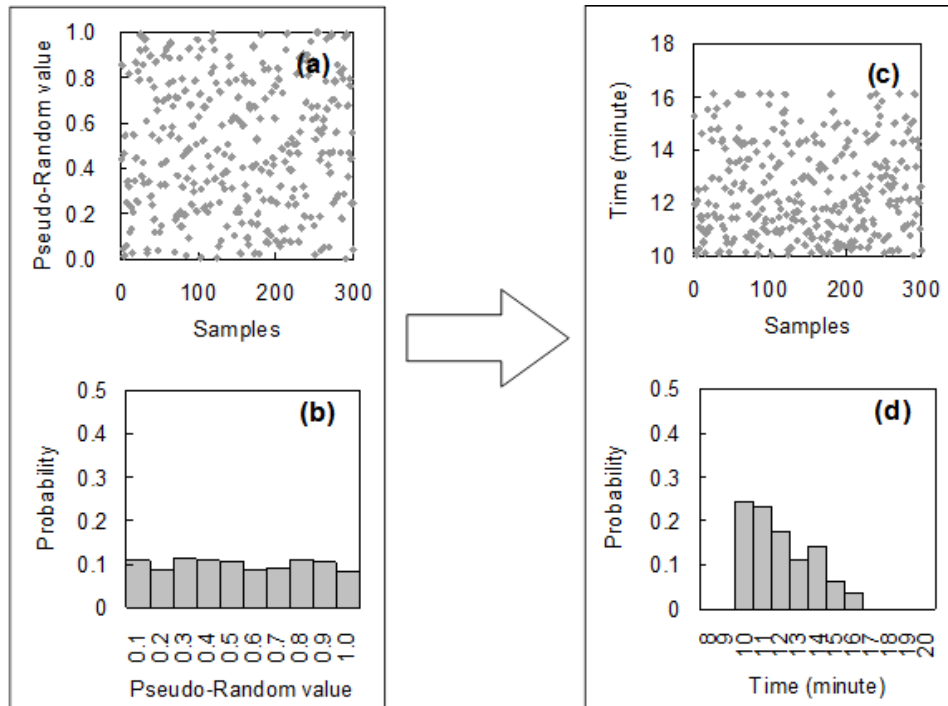 (a)
Pseudo-Random value
1.0
0.8
0.6
0.4
0.2
0.0
0 100 200 300
Samples
(b)
Probability
0.5
0.4
0.3
0.2
0.1
0
0.1 0.2 0.3 0.4 0.5 0.6 0.7 0.8 0.9 1.0
Pseudo-Random value
(c)
Time (minute)
18
16
14
12
10
0 100 200 300
Samples
(d)
Probability
0.5
0.4
0.3
0.2
0.1
0
8 9 10 11 12 13 14 15 16 17 18 19 20
Time (minute)